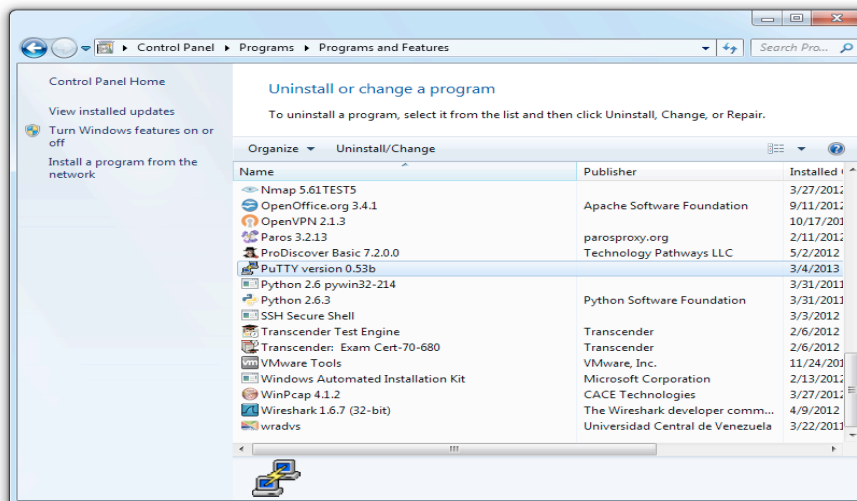 Control Panel Programs Programs and Features Search Pro...
Control Panel Home
View installed updates
Turn Windows features on or
off
Install a program from the
network
Uninstall or change a program
To uninstall a program, select it from the list and then click Uninstall, Change, or Repair.
Organize Uninstall/Change
Name Publisher Installed
Nmap 5.61TEST5 3/27/2012
OpenOffice.org 3.4.1 Apache Software Foundation 9/11/2012
OpenVPN 2.1.3 10/17/201
Paros 3.2.13 parosproxy.org 2/11/2012
ProDiscover Basic 7.2.0.0 Technology Pathways LLC 5/2/2012
PuTTY version 0.53b 3/4/2013
Python 2.6 pywin32-214 3/31/2011
Python 2.6.3 Python Software Foundation 3/31/2011
SSH Secure Shell 3/3/2012
Transcender Test Engine Transcender 2/6/2012
Transcender: Exam Cert-70-680 Transcender 2/6/2012
VMware Tools VMware, Inc. 11/24/201
Windows Automated Installation Kit Microsoft Corporation 2/13/2012
WinPcap 4.1.2 CACE Technologies 3/27/2012
Wireshark 1.6.7 (32-bit) The Wireshark developer comm... 4/9/2012
wradvs Universidad Central de Venezuela 3/22/2011